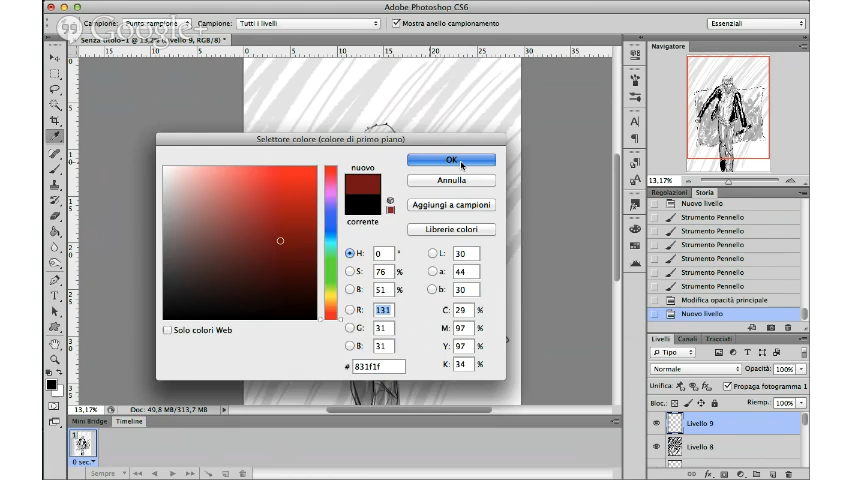 Adobe Photoshop CS6
Google+
Campione: Punto campione
Campione: Tutti i livelli
Mostra anello campionamento
Essenziali
Senza titolo-1 @ 13,2% (Livello 9, RGB/8) *
Navigatore
13,17%
Selettore colore (colore di primo piano)
nuovo
corrente
OK
Annulla
Aggiungi a campioni
Librerie colori
H: 0 °
S: 76 %
B: 51 %
R: 131
G: 31
B: 31
L: 30
a: 44
b: 30
C: 29 %
M: 97 %
Y: 97 %
K: 34 %
# 831f1f
Solo colori Web
Regolazioni Storia
Nuovo livello
Strumento Pennello
Strumento Pennello
Strumento Pennello
Strumento Pennello
Strumento Pennello
Modifica opacità principale
Nuovo livello
Livelli Canali Tracciati
Tipo
Normale Opacità: 100%
Unifica: Propaga fotogramma 1
Bloc.: Riemp.: 100%
Livello 9
Livello 8
13,17% Doc: 49,8 MB/313,7 MB
Mini Bridge Timeline
1
0 sec.
Sempre